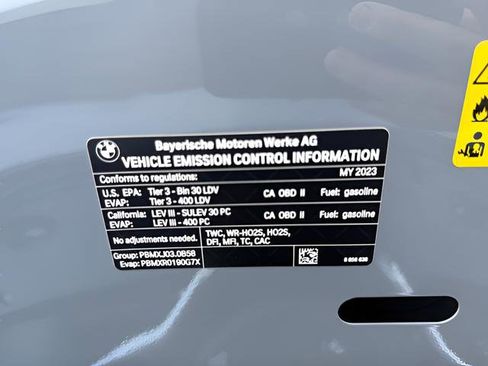 BMW
Bayerische Motoren Werke AG
VEHICLE EMISSION CONTROL INFORMATION
Conforms to regulations: MY 2023
U.S. EPA: Tier 3 - Bin 30 LDV CA OBD II Fuel: gasoline
EVAP: Tier 3 - 400 LDV
California: LEV III - SULEV 30 PC CA OBD II Fuel: gasoline
EVAP: LEV III - 400 PC
No adjustments needed. TWC, WR-HO2S, HO2S,
DFI, MFI, TC, CAC
Group: PBMXJ03.0B58
Evap: PBMXR0190G7X